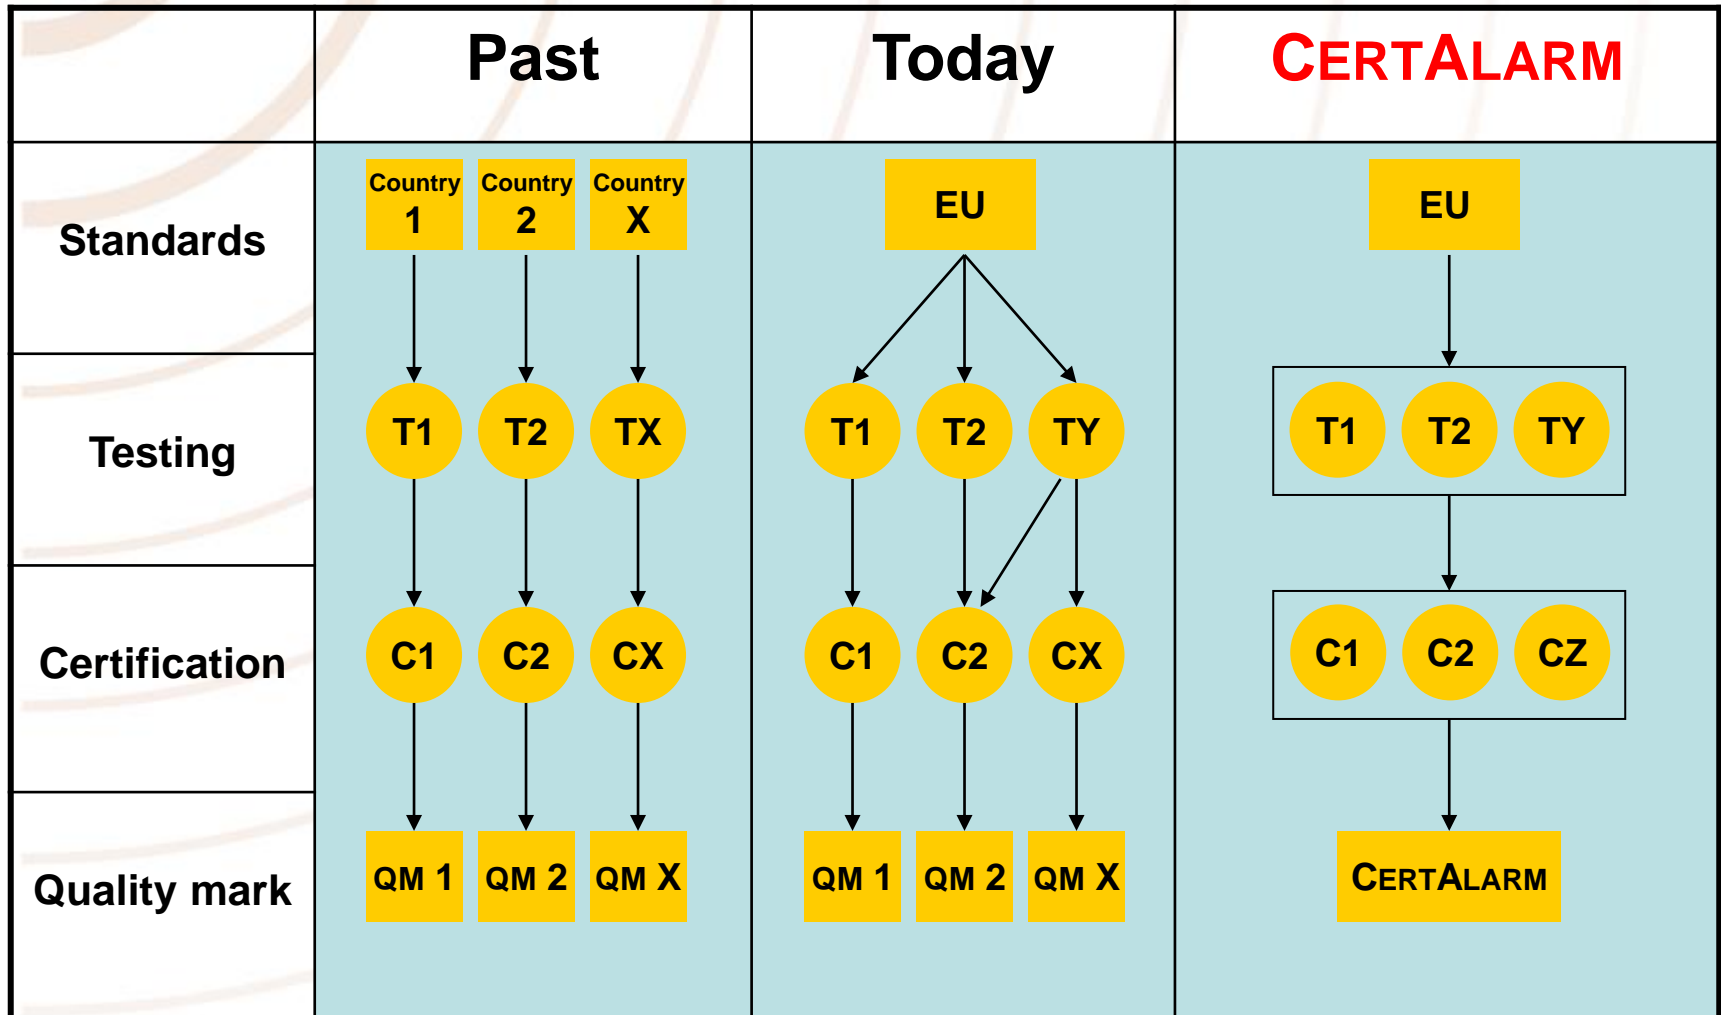 Past Today CERTALARM
Standards
Country Country Country
1 2 X
EU
EU
Testing
T1 T2 TX
T1 T2 TY
T1 T2 TY
Certification
C1 C2 CX
C1 C2 CX
C1 C2 CZ
Quality mark
QM 1 QM 2 QM X
QM 1 QM 2 QM X
CERTALARM